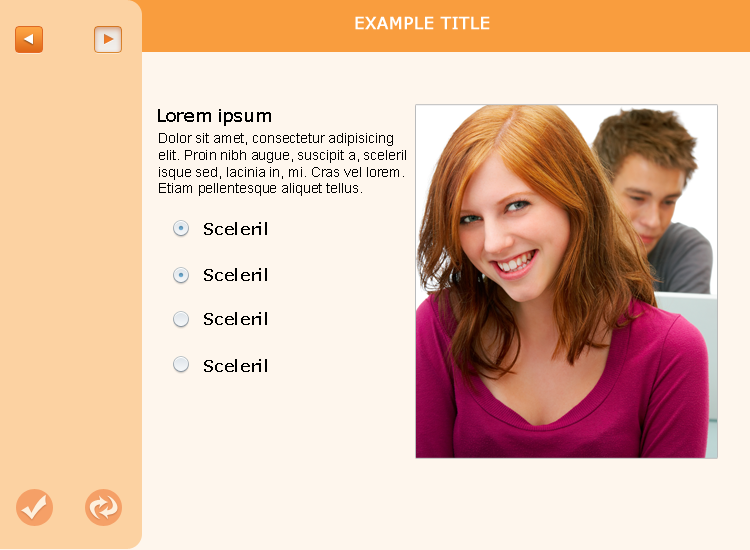 EXAMPLE TITLE
Lorem ipsum
Dolor sit amet, consectetur adipisicing
elit. Proin nibh augue, suscipit a, sceleril
isque sed, lacinia in, mi. Cras vel lorem.
Etiam pellentesque aliquet tellus.
Sceleril
Sceleril
Sceleril
Sceleril